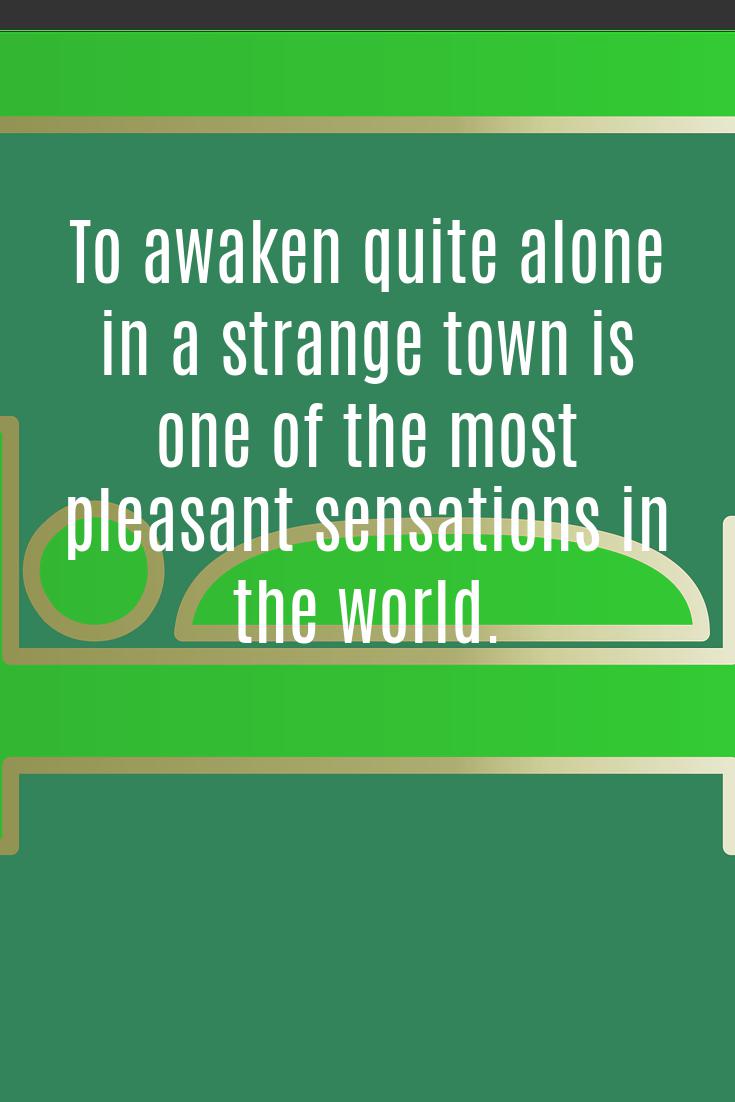 To awaken quite alone
in a strange town is
one of the most
pleasant sensations in
the world.